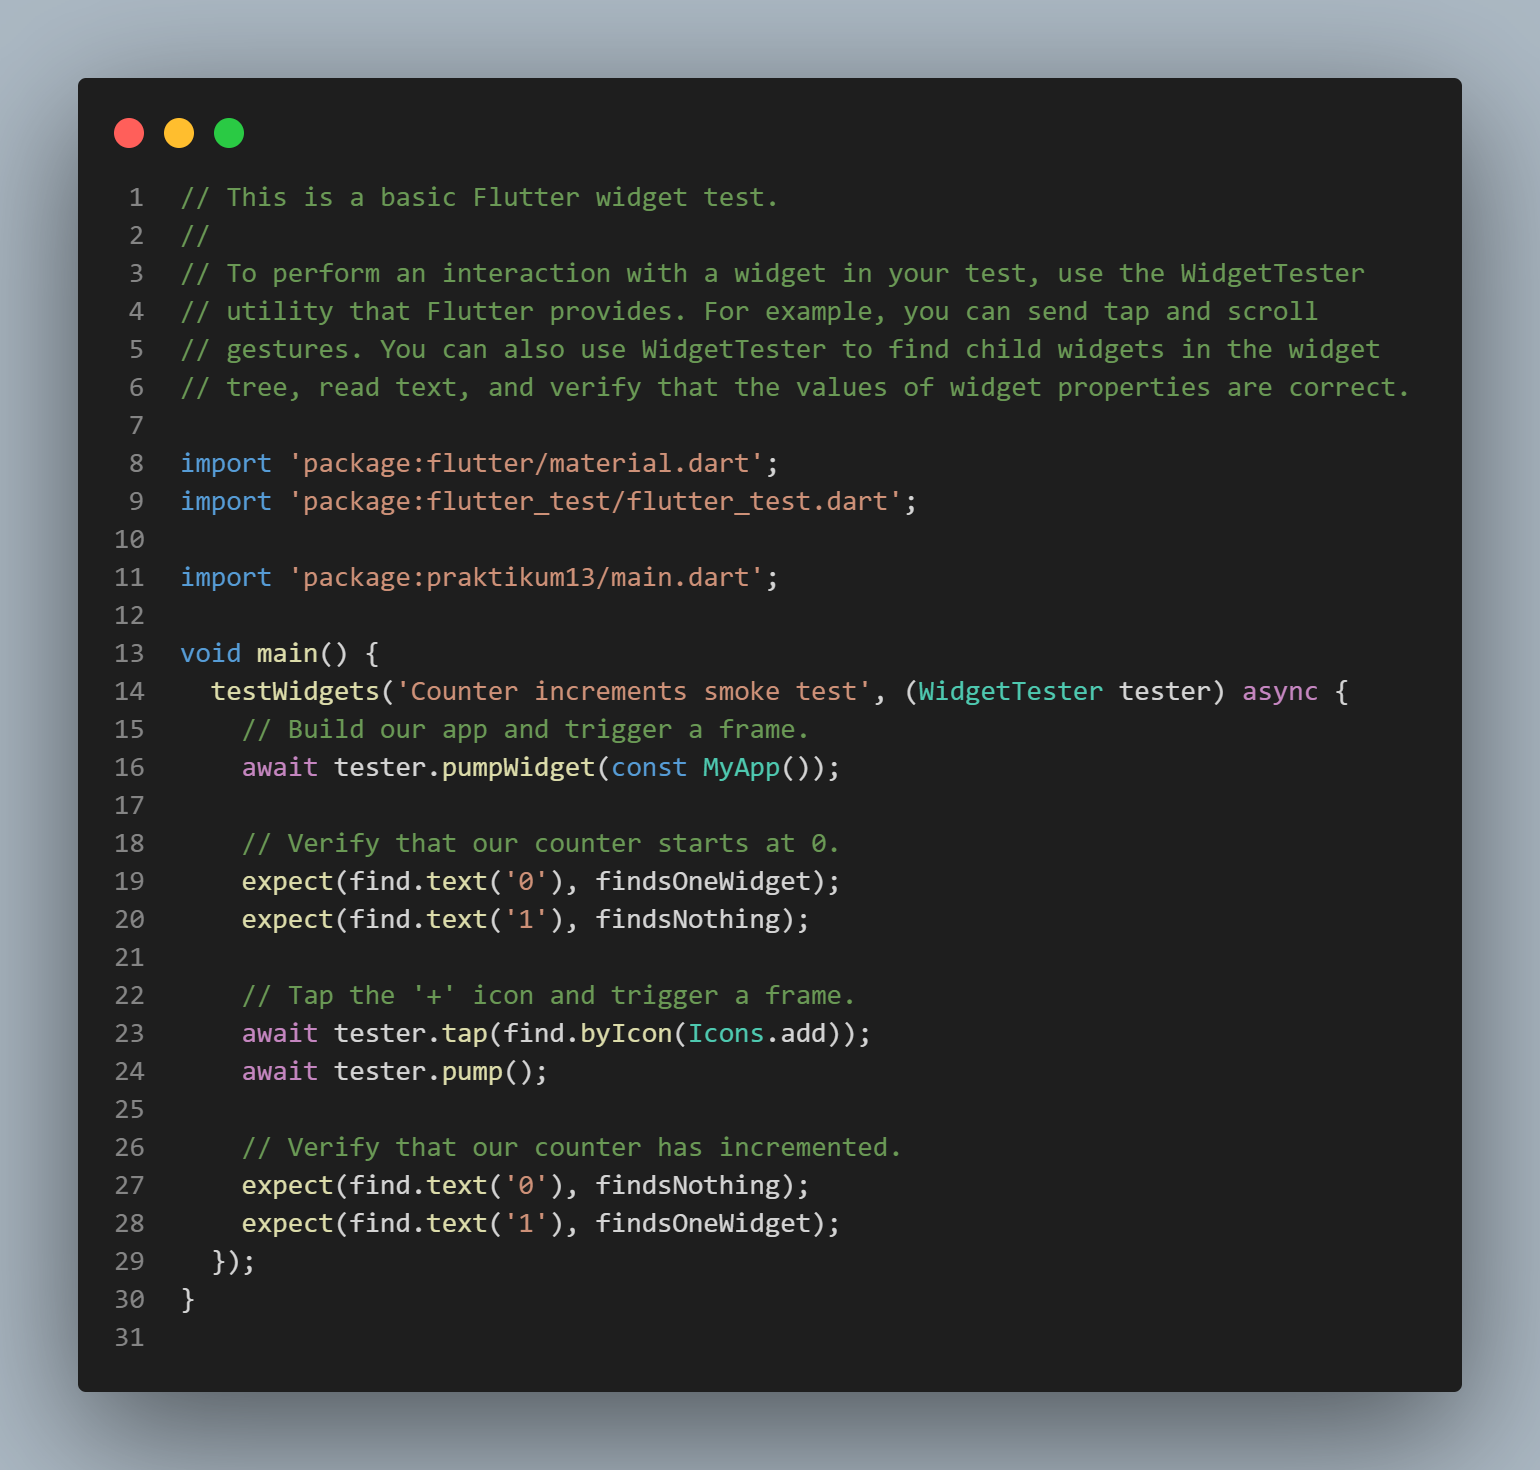 1 // This is a basic Flutter widget test.
2 //
3 // To perform an interaction with a widget in your test, use the WidgetTester
4 // utility that Flutter provides. For example, you can send tap and scroll
5 // gestures. You can also use WidgetTester to find child widgets in the widget
6 // tree, read text, and verify that the values of widget properties are correct.
7
8 import 'package:flutter/material.dart';
9 import 'package:flutter_test/flutter_test.dart';
10
11 import 'package:praktikum13/main.dart';
12
13 void main() {
14   testWidgets('Counter increments smoke test', (WidgetTester tester) async {
15     // Build our app and trigger a frame.
16     await tester.pumpWidget(const MyApp());
17
18     // Verify that our counter starts at 0.
19     expect(find.text('0'), findsOneWidget);
20     expect(find.text('1'), findsNothing);
21
22     // Tap the '+' icon and trigger a frame.
23     await tester.tap(find.byIcon(Icons.add));
24     await tester.pump();
25
26     // Verify that our counter has incremented.
27     expect(find.text('0'), findsNothing);
28     expect(find.text('1'), findsOneWidget);
29   });
30 }
31